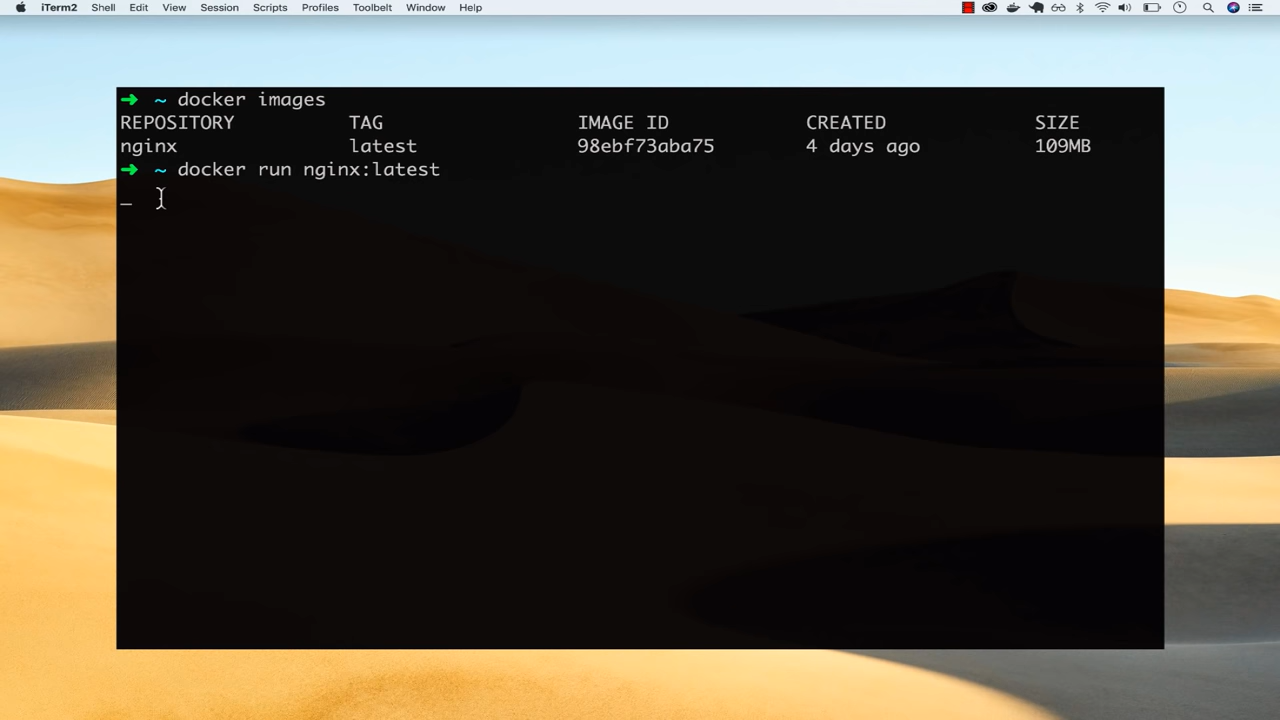 iTerm2 Shell Edit View Session Scripts Profiles Toolbelt Window Help
➜ ~ docker images
REPOSITORY TAG IMAGE ID CREATED SIZE
nginx latest 98ebf73aba75 4 days ago 109MB
➜ ~ docker run nginx:latest
_